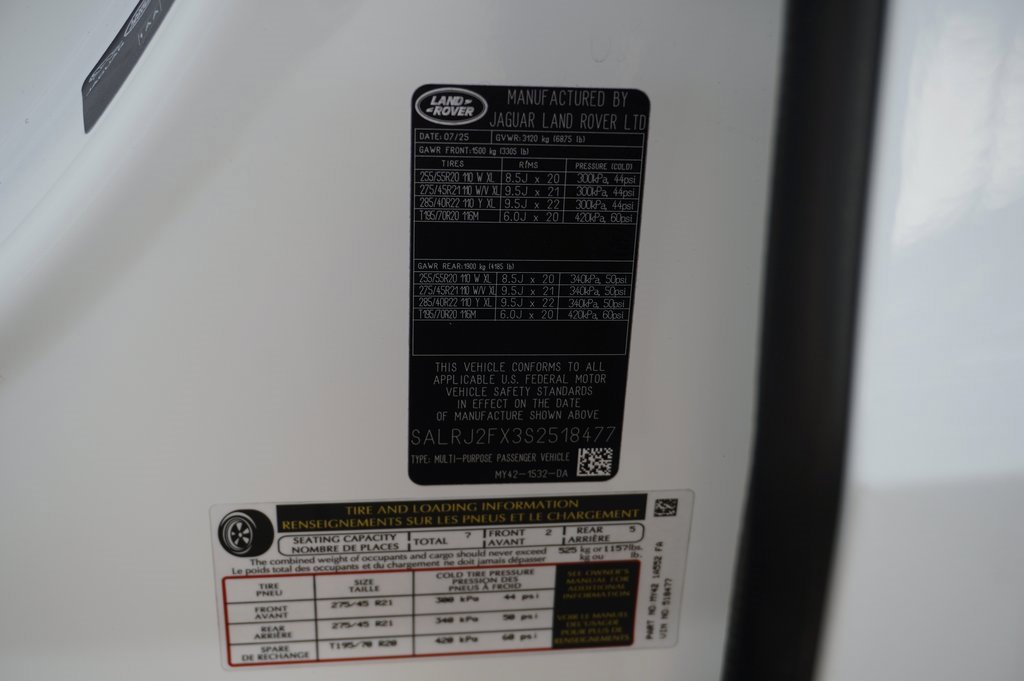 LAND ROVER
MANUFACTURED BY
JAGUAR LAND ROVER LTD
DATE: 07/25 GVWR: 3120 kg (6875 lb)
GAWR FRONT: 1500 kg (3305 lb)
TIRES RIMS PRESSURE (COLD)
255/55R20 110 W XL 8.5J x 20 300kPa, 44psi
275/45R21 110 W/V XL 9.5J x 21 300kPa, 44psi
285/40R22 110 Y XL 9.5J x 22 300kPa, 44psi
T195/70R20 116M 6.0J x 20 420kPa, 60psi
GAWR REAR: 1900 kg (4185 lb)
255/55R20 110 W XL 8.5J x 20 340kPa, 50psi
275/45R21 110 W/V XL 9.5J x 21 340kPa, 50psi
285/40R22 110 Y XL 9.5J x 22 340kPa, 50psi
T195/70R20 116M 6.0J x 20 420kPa, 60psi
THIS VEHICLE CONFORMS TO ALL
APPLICABLE U.S. FEDERAL MOTOR
VEHICLE SAFETY STANDARDS
IN EFFECT ON THE DATE
OF MANUFACTURE SHOWN ABOVE
SALRJ2FX3S2518477
TYPE: MULTI-PURPOSE PASSENGER VEHICLE
MY42-1532-DA
TIRE AND LOADING INFORMATION
RENSEIGNEMENTS SUR LES PNEUS ET LE CHARGEMENT
SEATING CAPACITY TOTAL 7 FRONT 2 REAR 5
NOMBRE DE PLACES AVANT ARRIÈRE
The combined weight of occupants and cargo should never exceed 525 kg or 1157lbs.
Le poids total des occupants et du chargement ne doit jamais dépasser kg ou lb.
TIRE PNEU SIZE TAILLE COLD TIRE PRESSURE PRESSION DES PNEUS À FROID
FRONT AVANT 275/45 R21 300 kPa 44 psi
REAR ARRIÈRE 275/45 R21 340 kPa 50 psi
SPARE DE RECHANGE T195/70 R20 420 kPa 60 psi
SEE OWNER'S
MANUAL FOR
ADDITIONAL
INFORMATION
VOIR LE MANUEL
DE L'USAGER
POUR PLUS DE
RENSEIGNEMENTS
PART NO MY42 1A552 FA
VIN NO 518477